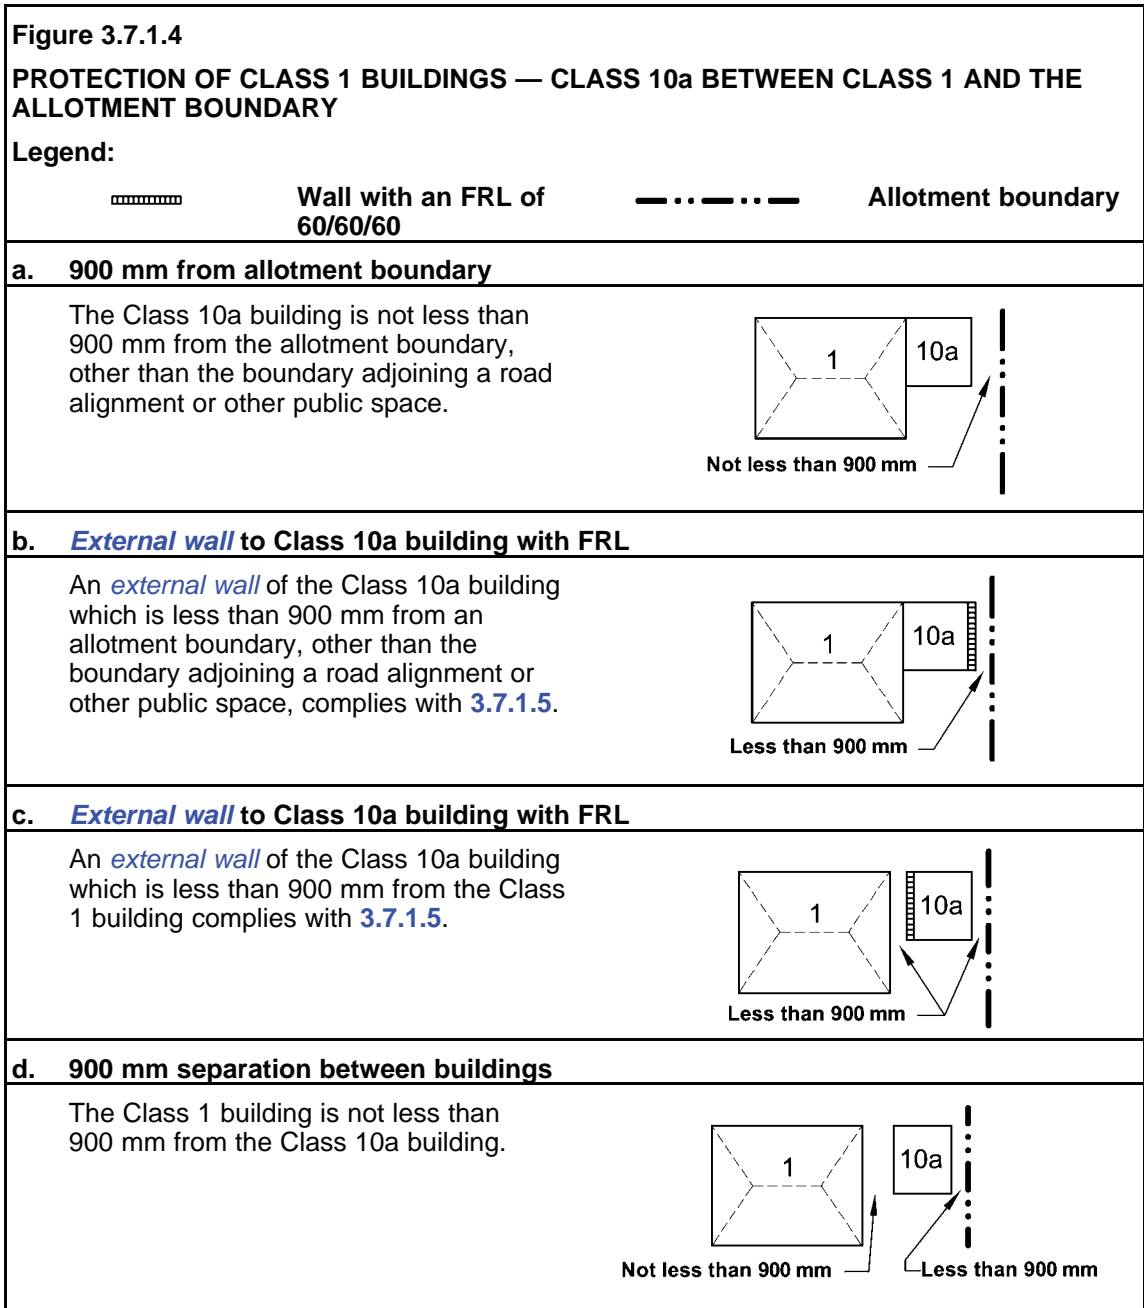 Figure 3.7.1.4
PROTECTION OF CLASS 1 BUILDINGS — CLASS 10a BETWEEN CLASS 1 AND THE
ALLOTMENT BOUNDARY
Legend:
Wall with an FRL of
60/60/60
Allotment boundary
a. 900 mm from allotment boundary
The Class 10a building is not less than
900 mm from the allotment boundary,
other than the boundary adjoining a road
alignment or other public space.
1
10a
Not less than 900 mm
b. External wall to Class 10a building with FRL
An external wall of the Class 10a building
which is less than 900 mm from an
allotment boundary, other than the
boundary adjoining a road alignment or
other public space, complies with 3.7.1.5.
1
10a
Less than 900 mm
c. External wall to Class 10a building with FRL
An external wall of the Class 10a building
which is less than 900 mm from the Class
1 building complies with 3.7.1.5.
1
10a
Less than 900 mm
d. 900 mm separation between buildings
The Class 1 building is not less than
900 mm from the Class 10a building.
1
10a
Not less than 900 mm
Less than 900 mm